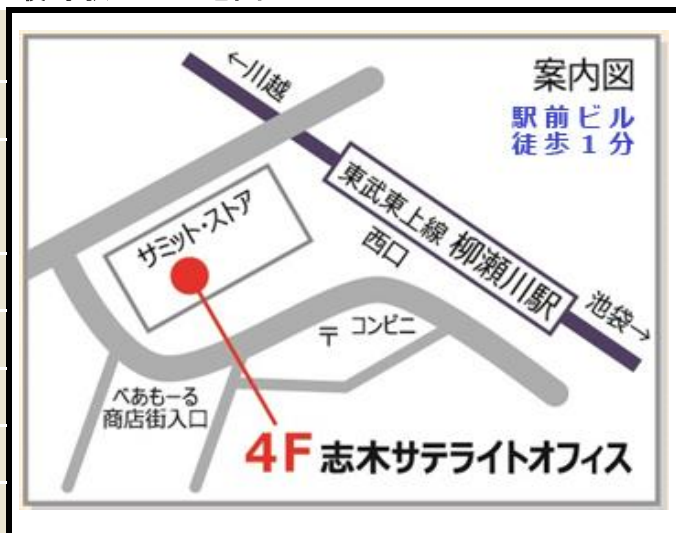 案内図
駅前ビル
徒歩1分
←川越
東武東上線 柳瀬川駅
西口
池袋→
サミット・ストア
〒 コンビニ
べあもーる
商店街入口
4F 志木サテライトオフィス